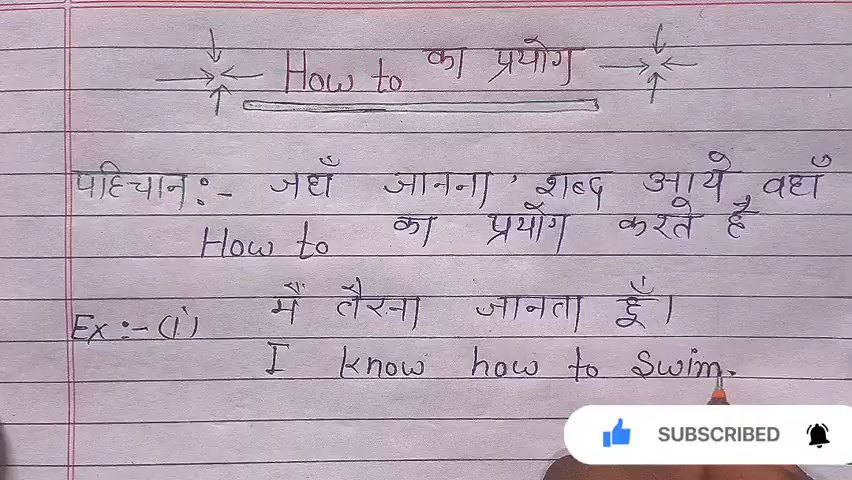 How to का प्रयोग
पहिचान:- जहाँ जानना' शब्द आये वहाँ
How to का प्रयोग करते हैं
Ex:-(i) मैं तैरना जानता हूँ।
I know how to swim.
SUBSCRIBED